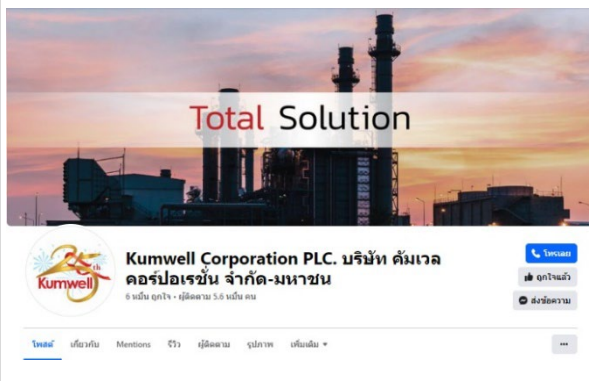 Total Solution
25th
Kumwell
Kumwell Corporation PLC. บริษัท คัมเวล
คอร์ปอเรชั่น จำกัด-มหาชน
6 หมื่น ถูกใจ • ผู้ติดตาม 5.6 หมื่น คน
โทรเลย
ถูกใจแล้ว
ส่งข้อความ
โพสต์ เกี่ยวกับ Mentions รีวิว ผู้ติดตาม รูปภาพ เพิ่มเติม